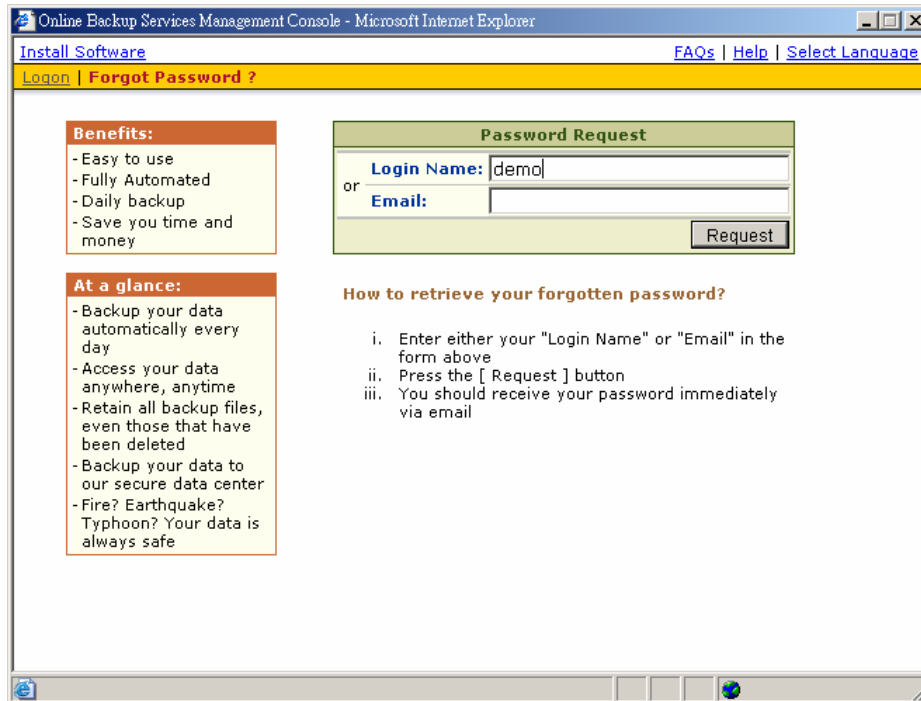 Online Backup Services Management Console - Microsoft Internet Explorer
Install Software
FAQs | Help | Select Language
Logon | Forgot Password ?
Benefits:
- Easy to use
- Fully Automated
- Daily backup
- Save you time and
money
At a glance:
- Backup your data
automatically every
day
- Access your data
anywhere, anytime
- Retain all backup files,
even those that have
been deleted
- Backup your data to
our secure data center
- Fire? Earthquake?
Typhoon? Your data is
always safe
Password Request
Login Name: demo
or
Email:
Request
How to retrieve your forgotten password?
i. Enter either your "Login Name" or "Email" in the
form above
ii. Press the [ Request ] button
iii. You should receive your password immediately
via email